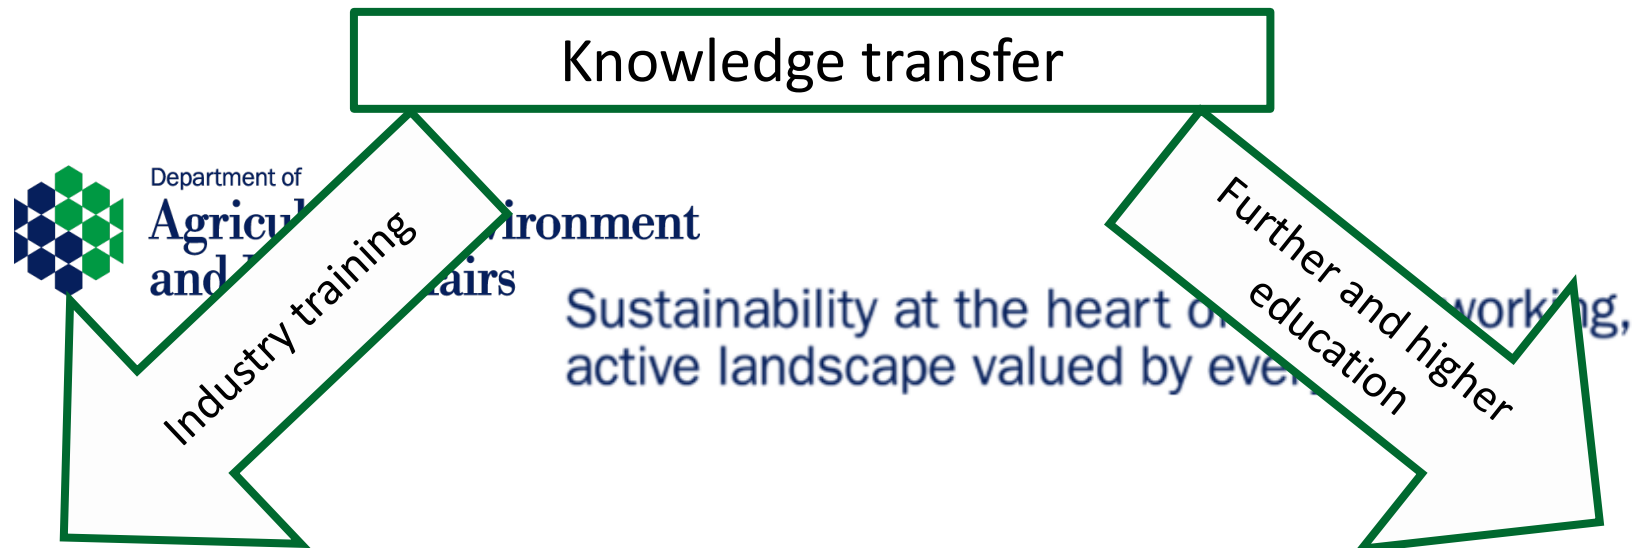 Knowledge transfer
Department of
Agricu ironment
and airs
Industry training
Further and higher
education
Sustainability at the heart o working,
active landscape valued by eve